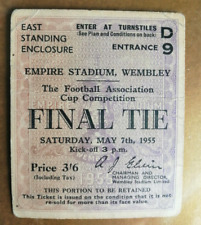 EAST
STANDING
ENCLOSURE
ENTER AT TURNSTILES
(See Plan and Conditions on back)
ENTRANCE
D
9
EMPIRE STADIUM, WEMBLEY
The Football Association
Cup Competition
FINAL TIE
SATURDAY, MAY 7th, 1955
Kick-off 3 p.m.
Price 3/6
(Including Tax)
CHAIRMAN AND
MANAGING DIRECTOR,
Wembley Stadium Limited
THIS PORTION TO BE RETAINED
This Ticket is issued on the condition that it is not
re-sold for more than its face value.